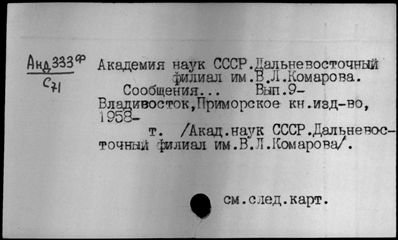 Анд333ф
С71
Академия наук СССР.Дальневосточный
филиал им.В.Л.Комарова.
Сообщения... Вып.9-
Владивосток,Приморское кн.изд-во,
1958-
т. /Акад.наук СССР.Дальневос-
точный филиал им.В.Л.Комарова/.
см.след.карт.